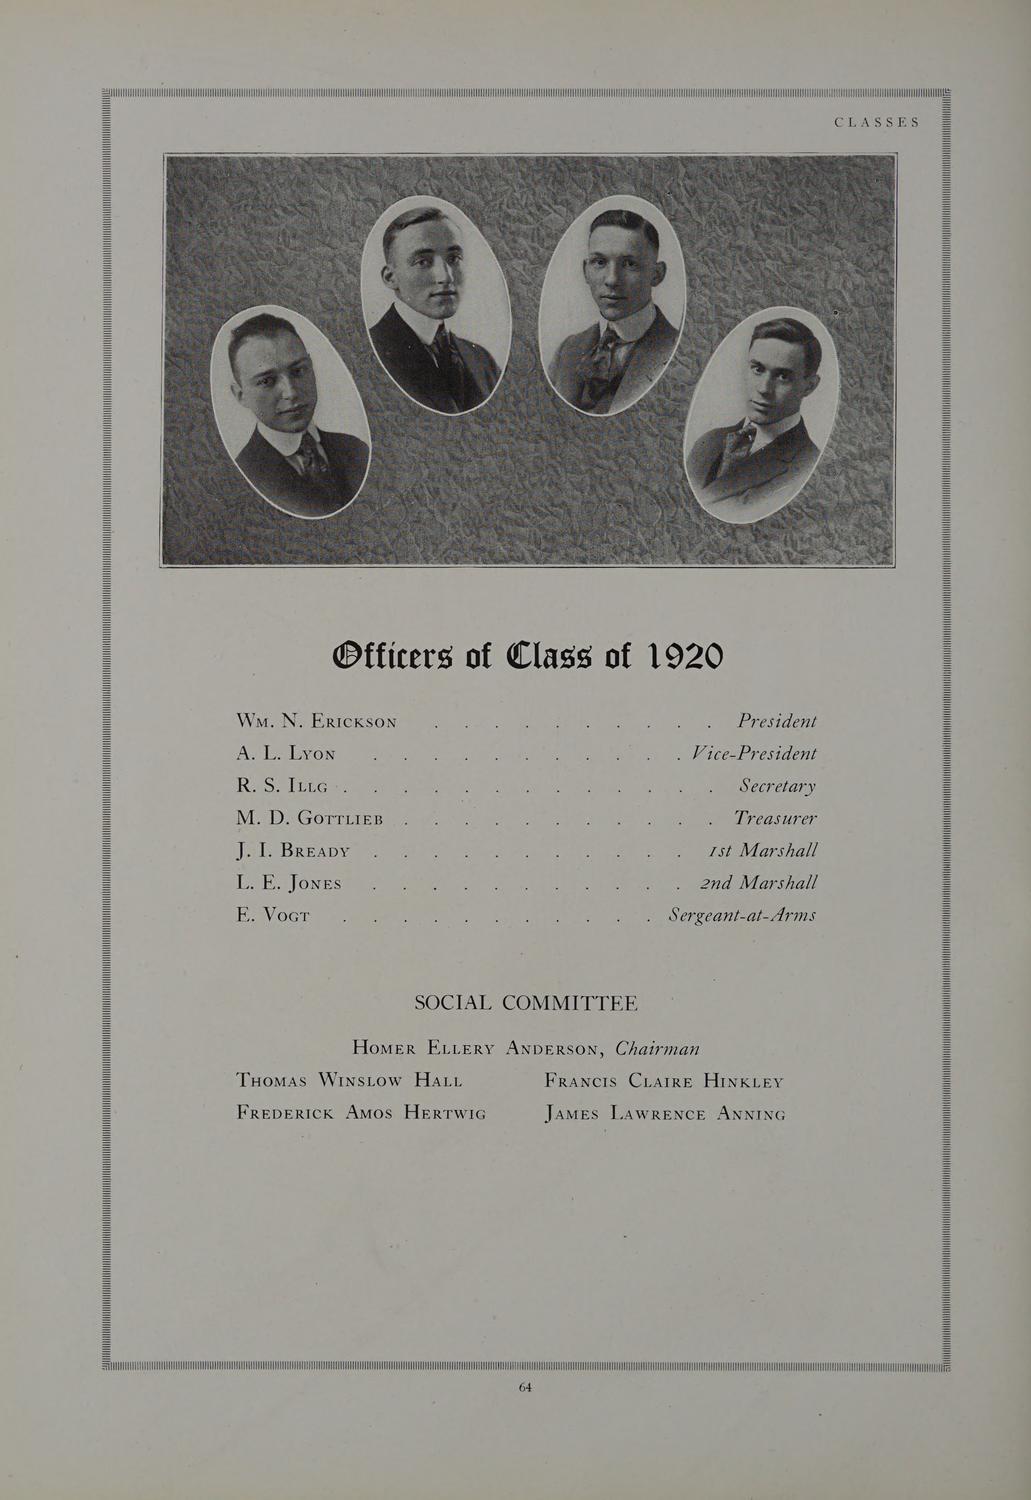 CLASSES
Officers of Class of 1920
Wm. N. Erickson . . . . . . . . . . President
A. L. Lyon . . . . . . . . . . . Vice-President
R. S. Illg . . . . . . . . . . . . . Secretary
M. D. Gottlieb . . . . . . . . . . . Treasurer
J. I. Bready . . . . . . . . . . . 1st Marshall
L. E. Jones . . . . . . . . . . . 2nd Marshall
E. Vogt . . . . . . . . . . . Sergeant-at-Arms
SOCIAL COMMITTEE
Homer Ellery Anderson, Chairman
Thomas Winslow Hall Francis Claire Hinkley
Frederick Amos Hertwig James Lawrence Anning
64